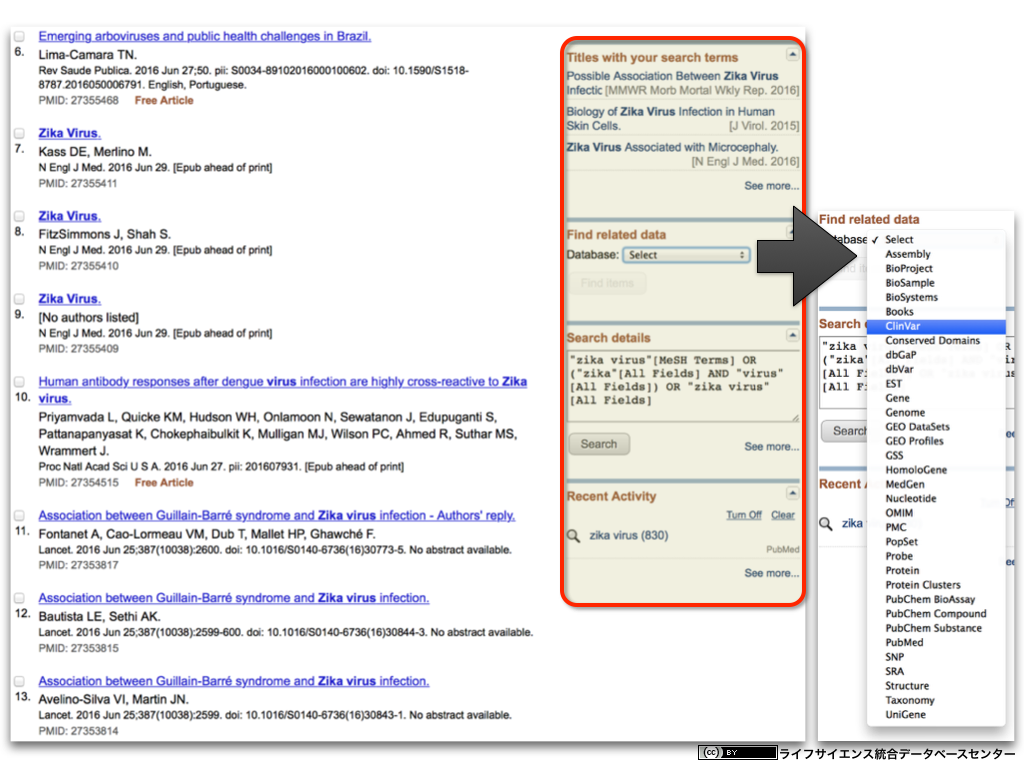 Emerging arboviruses and public health challenges in Brazil.
6.
Lima-Camara TN.
Rev Saude Publica. 2016 Jun 27;50. pii: S0034-89102016000100602. doi: 10.1590/S1518-
8787.2016050006791. English, Portuguese.
PMID: 27355468 Free Article
Zika Virus.
7.
Kass DE, Merlino M.
N Engl J Med. 2016 Jun 29. [Epub ahead of print]
PMID: 27355411
Zika Virus.
8.
FitzSimmons J, Shah S.
N Engl J Med. 2016 Jun 29. [Epub ahead of print]
PMID: 27355410
Zika Virus.
9.
[No authors listed]
N Engl J Med. 2016 Jun 29. [Epub ahead of print]
PMID: 27355409
Human antibody responses after dengue virus infection are highly cross-reactive to Zika
10.
virus.
Priyamvada L, Quicke KM, Hudson WH, Onlamoon N, Sewatanon J, Edupuganti S,
Pattanapanyasat K, Chokephaibulkit K, Mulligan MJ, Wilson PC, Ahmed R, Suthar MS,
Wrammert J.
Proc Natl Acad Sci U S A. 2016 Jun 27. pii: 201607931. [Epub ahead of print]
PMID: 27354515 Free Article
Association between Guillain-Barré syndrome and Zika virus infection - Authors' reply.
11.
Fontanet A, Cao-Lormeau VM, Dub T, Mallet HP, Ghawché F.
Lancet. 2016 Jun 25;387(10038):2600. doi: 10.1016/S0140-6736(16)30773-5. No abstract available.
PMID: 27353817
Association between Guillain-Barré syndrome and Zika virus infection.
12.
Bautista LE, Sethi AK.
Lancet. 2016 Jun 25;387(10038):2599-600. doi: 10.1016/S0140-6736(16)30844-3. No abstract available.
PMID: 27353815
Association between Guillain-Barré syndrome and Zika virus infection.
13.
Avelino-Silva VI, Martin JN.
Lancet. 2016 Jun 25;387(10038):2599. doi: 10.1016/S0140-6736(16)30843-1. No abstract available.
PMID: 27353814
Titles with your search terms
Possible Association Between Zika Virus
Infectic [MMWR Morb Mortal Wkly Rep. 2016]
Biology of Zika Virus Infection in Human
Skin Cells. [J Virol. 2015]
Zika Virus Associated with Microcephaly.
[N Engl J Med. 2016]
See more...
Find related data
Database: Select
Find items
Search details
"zika virus"[MeSH Terms] OR
("zika"[All Fields] AND "virus"
[All Fields]) OR "zika virus"
[All Fields]
Search
See more...
Recent Activity
Turn Off Clear
zika virus (830)
PubMed
See more...
Find related data
tabase ✓ Select
Assembly
BioProject
BioSample
BioSystems
Books
ClinVar
Conserved Domains
dbGaP
dbVar
EST
Gene
Genome
GEO DataSets
GEO Profiles
GSS
HomoloGene
MedGen
Nucleotide
OMIM
PMC
PopSet
Probe
Protein
Protein Clusters
PubChem BioAssay
PubChem Compound
PubChem Substance
PubMed
SNP
SRA
Structure
Taxonomy
UniGene
Search
"zika v
("zika"
[All Fi
[All Fi
Search
Recent
zika
(cc) BY ライフサイエンス統合データベースセンター